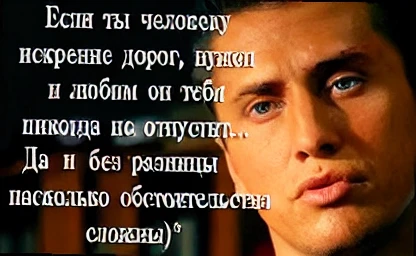 Если ты человеку
искренне дорог, нужен
и любим он тебя
никогда не отпустит...
Да и без разницы
насколько обстоятельства
сложны)"